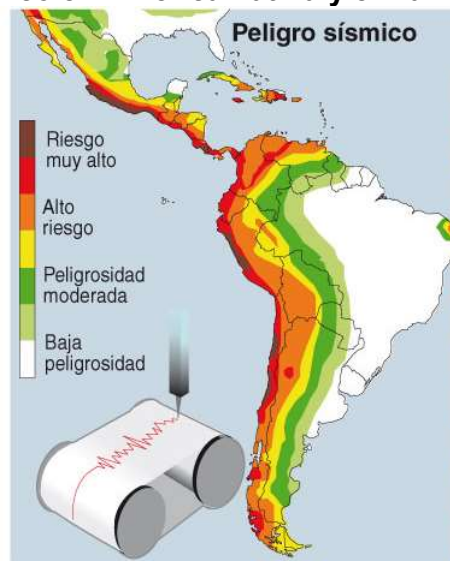 Peligro sísmico
Riesgo
muy alto
Alto
riesgo
Peligrosidad
moderada
Baja
peligrosidad